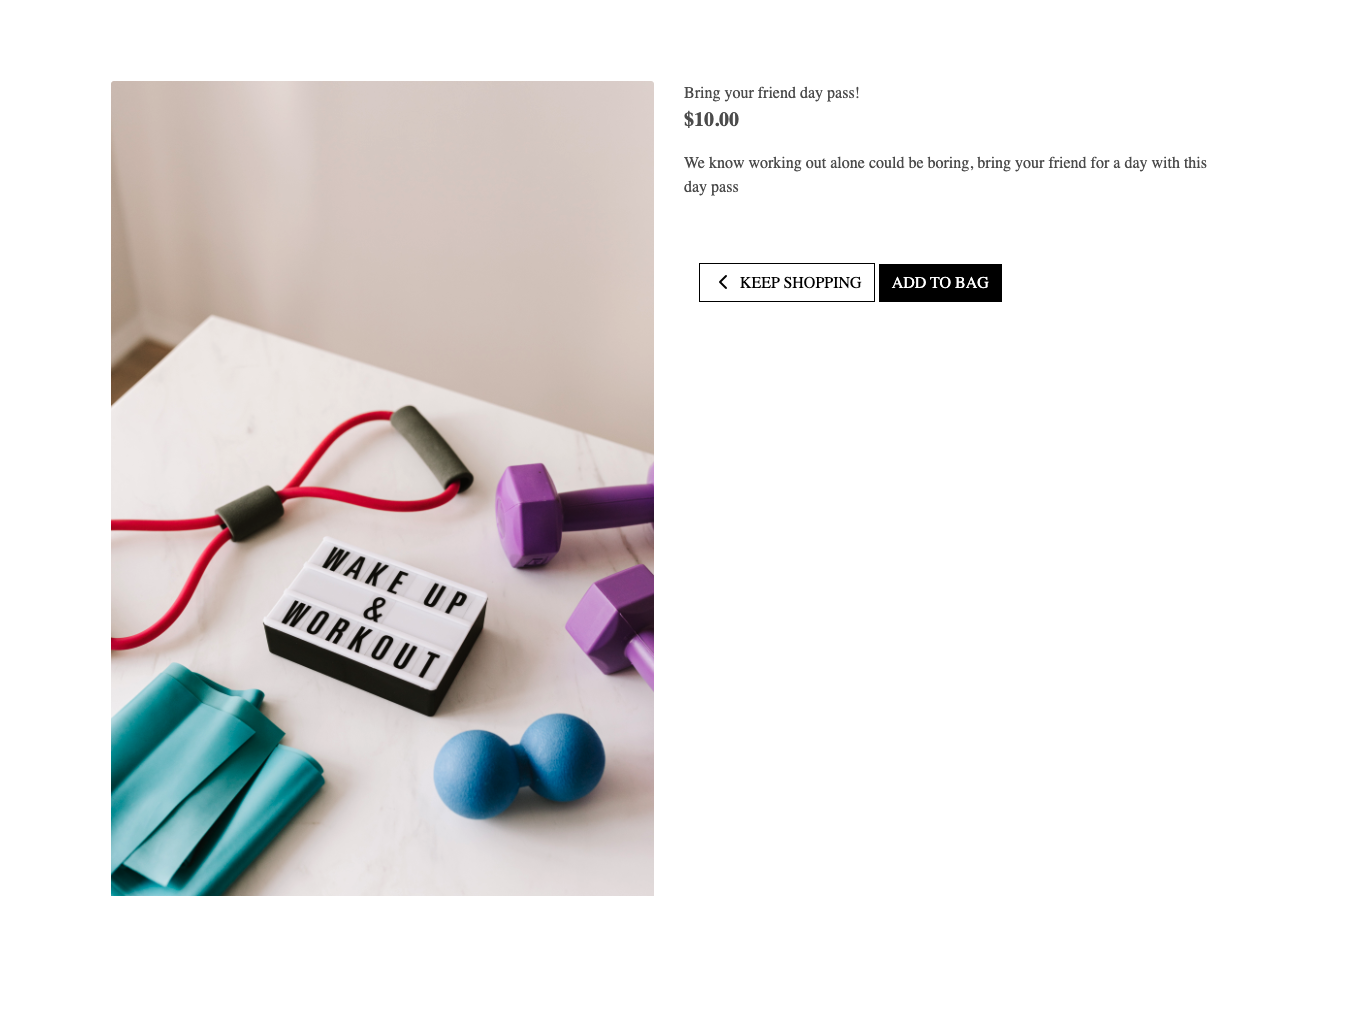 Bring your friend day pass!
$10.00
We know working out alone could be boring, bring your friend for a day with this
day pass
KEEP SHOPPING
ADD TO BAG
WAKE UP
&
WORKOUT